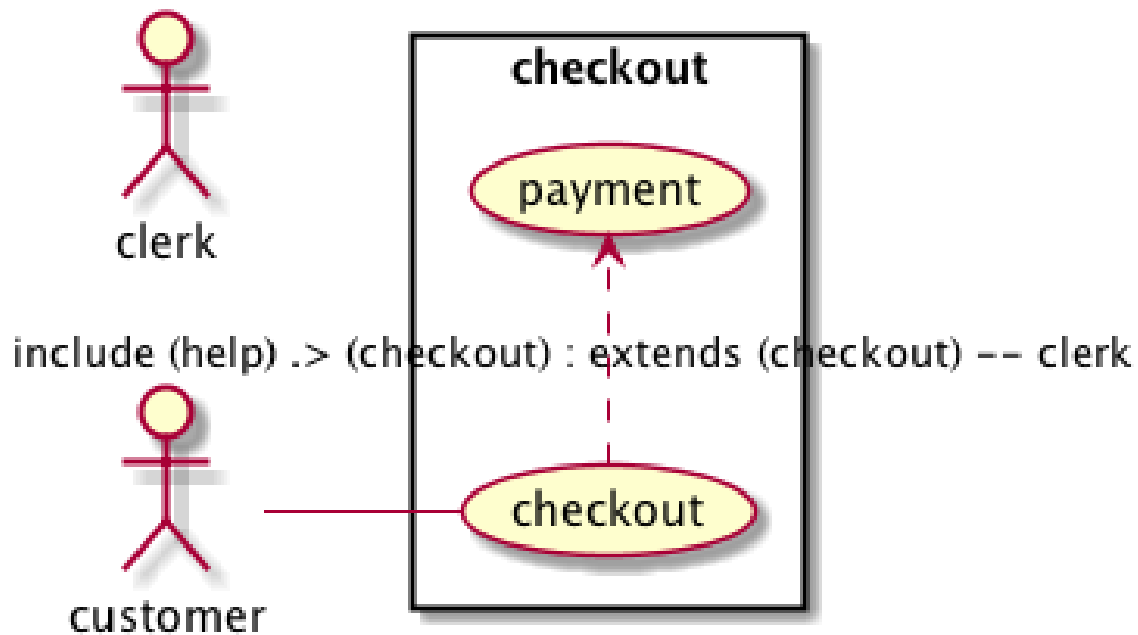 checkout
payment
clerk
include (help) .> (checkout) : extends (checkout) -- clerk
checkout
customer